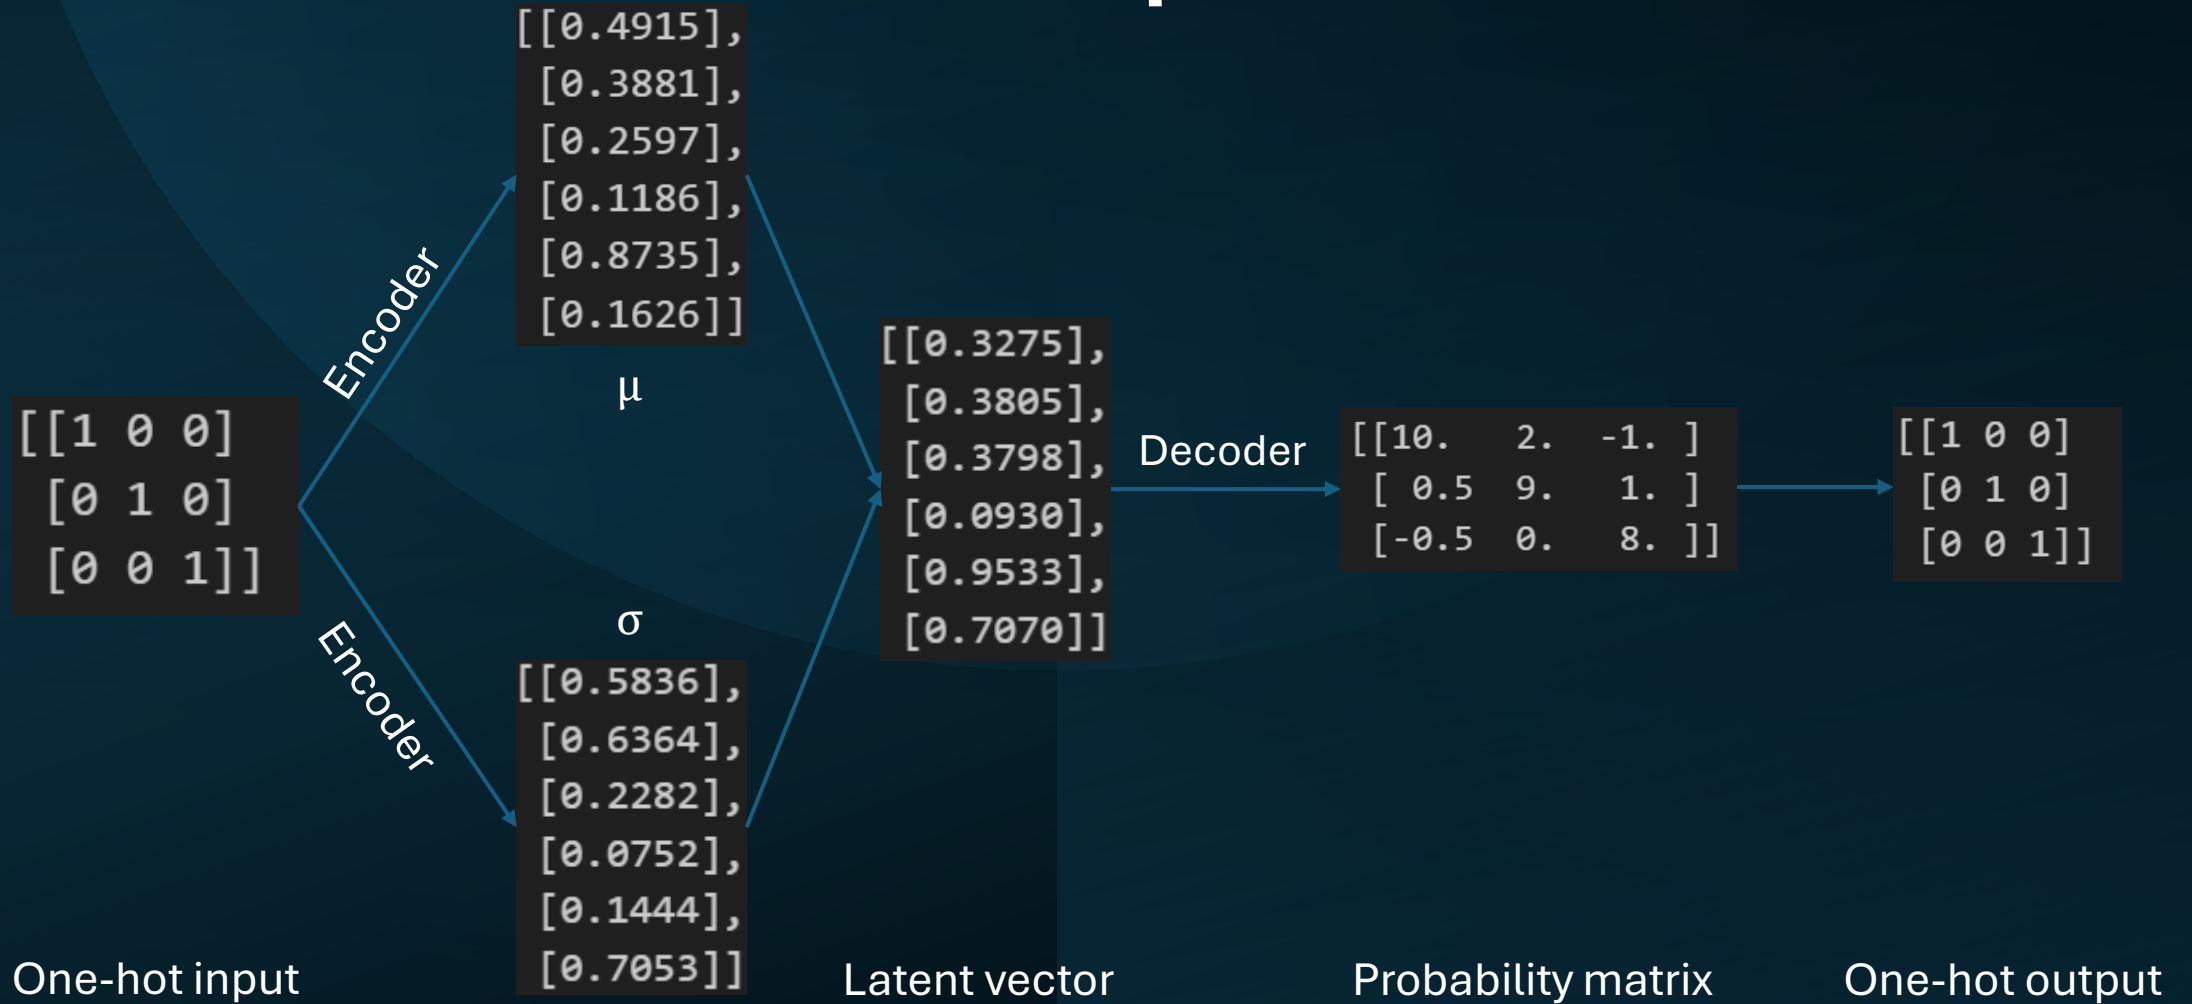 [[0.4915],
[0.3881],
[0.2597],
[0.1186],
[0.8735],
[0.1626]]
μ
Encoder
[[1 0 0]
[0 1 0]
[0 0 1]]
Encoder
σ
[[0.5836],
[0.6364],
[0.2282],
[0.0752],
[0.1444],
[0.7053]]
[[0.3275],
[0.3805],
[0.3798],
[0.0930],
[0.9533],
[0.7070]]
Decoder
[[10. 2. -1. ]
[ 0.5 9. 1. ]
[-0.5 0. 8. ]]
[[1 0 0]
[0 1 0]
[0 0 1]]
One-hot input
Latent vector
Probability matrix
One-hot output